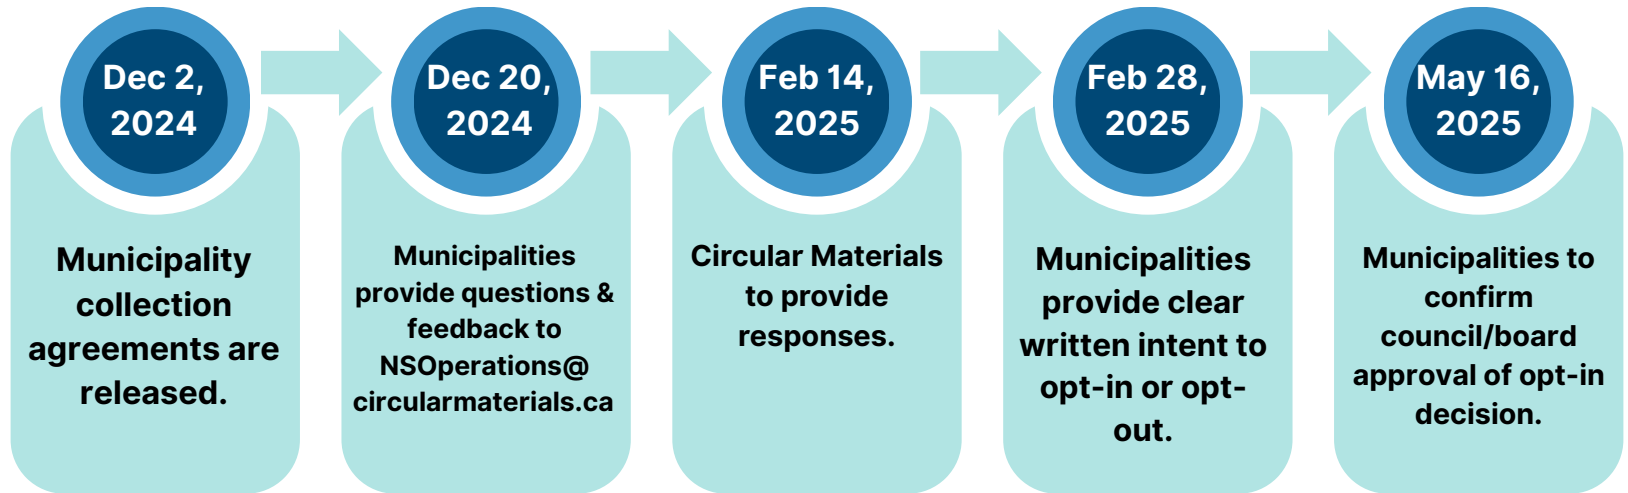 Dec 2,
2024
Municipality
collection
agreements are
released.
Dec 20,
2024
Municipalities
provide questions &
feedback to
NSOperations@
circularmaterials.ca
Feb 14,
2025
Circular Materials
to provide
responses.
Feb 28,
2025
Municipalities
provide clear
written intent to
opt-in or opt-
out.
May 16,
2025
Municipalities to
confirm
council/board
approval of opt-in
decision.